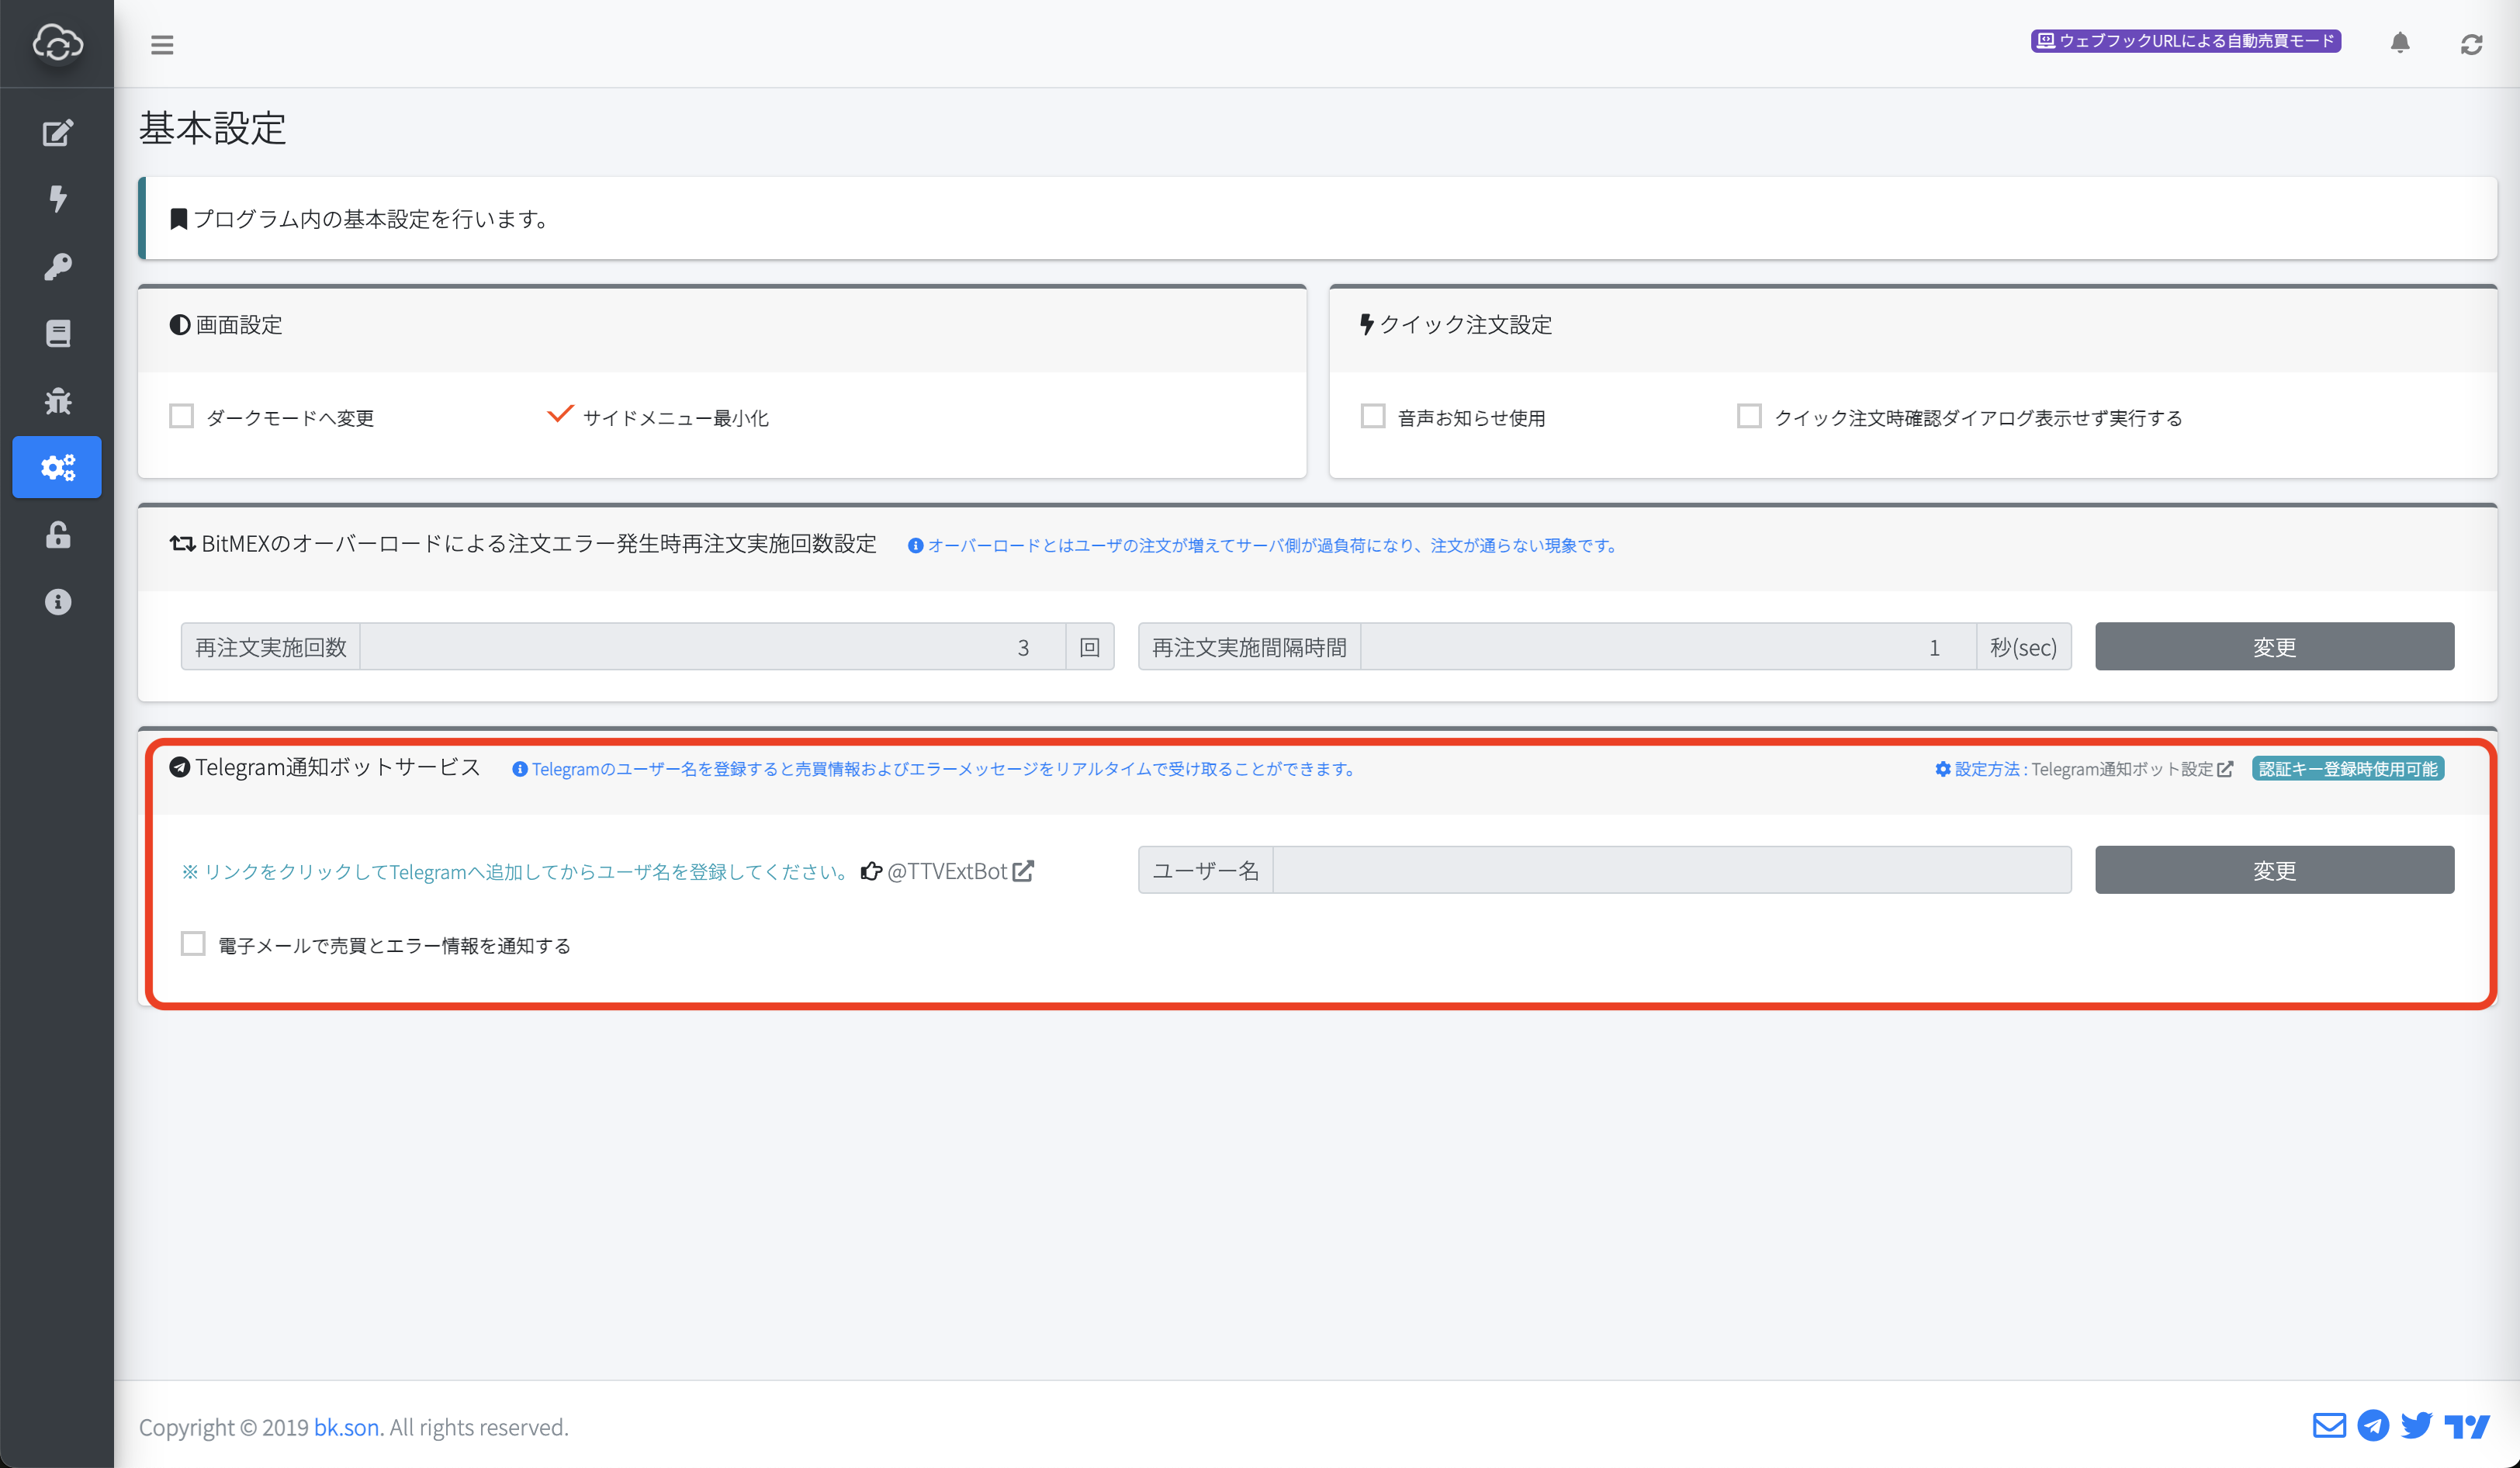 ウェブフックURLによる自動売買モード
基本設定
プログラム内の基本設定を行います。
画面設定
ダークモードへ変更
サイドメニュー最小化
クイック注文設定
音声お知らせ使用
クイック注文時確認ダイアログ表示せず実行する
BitMEXのオーバーロードによる注文エラー発生時再注文実施回数設定
オーバーロードとはユーザの注文が増えてサーバ側が過負荷になり、注文が通らない現象です。
再注文実施回数 3 回
再注文実施間隔時間 1 秒(sec)
変更
Telegram通知ボットサービス
Telegramのユーザー名を登録すると売買情報およびエラーメッセージをリアルタイムで受け取ることができます。
設定方法 : Telegram通知ボット設定
認証キー登録時使用可能
※ リンクをクリックしてTelegramへ追加してからユーザ名を登録してください。 @TTVExtBot
ユーザー名
変更
電子メールで売買とエラー情報を通知する
Copyright © 2019 bk.son. All rights reserved.